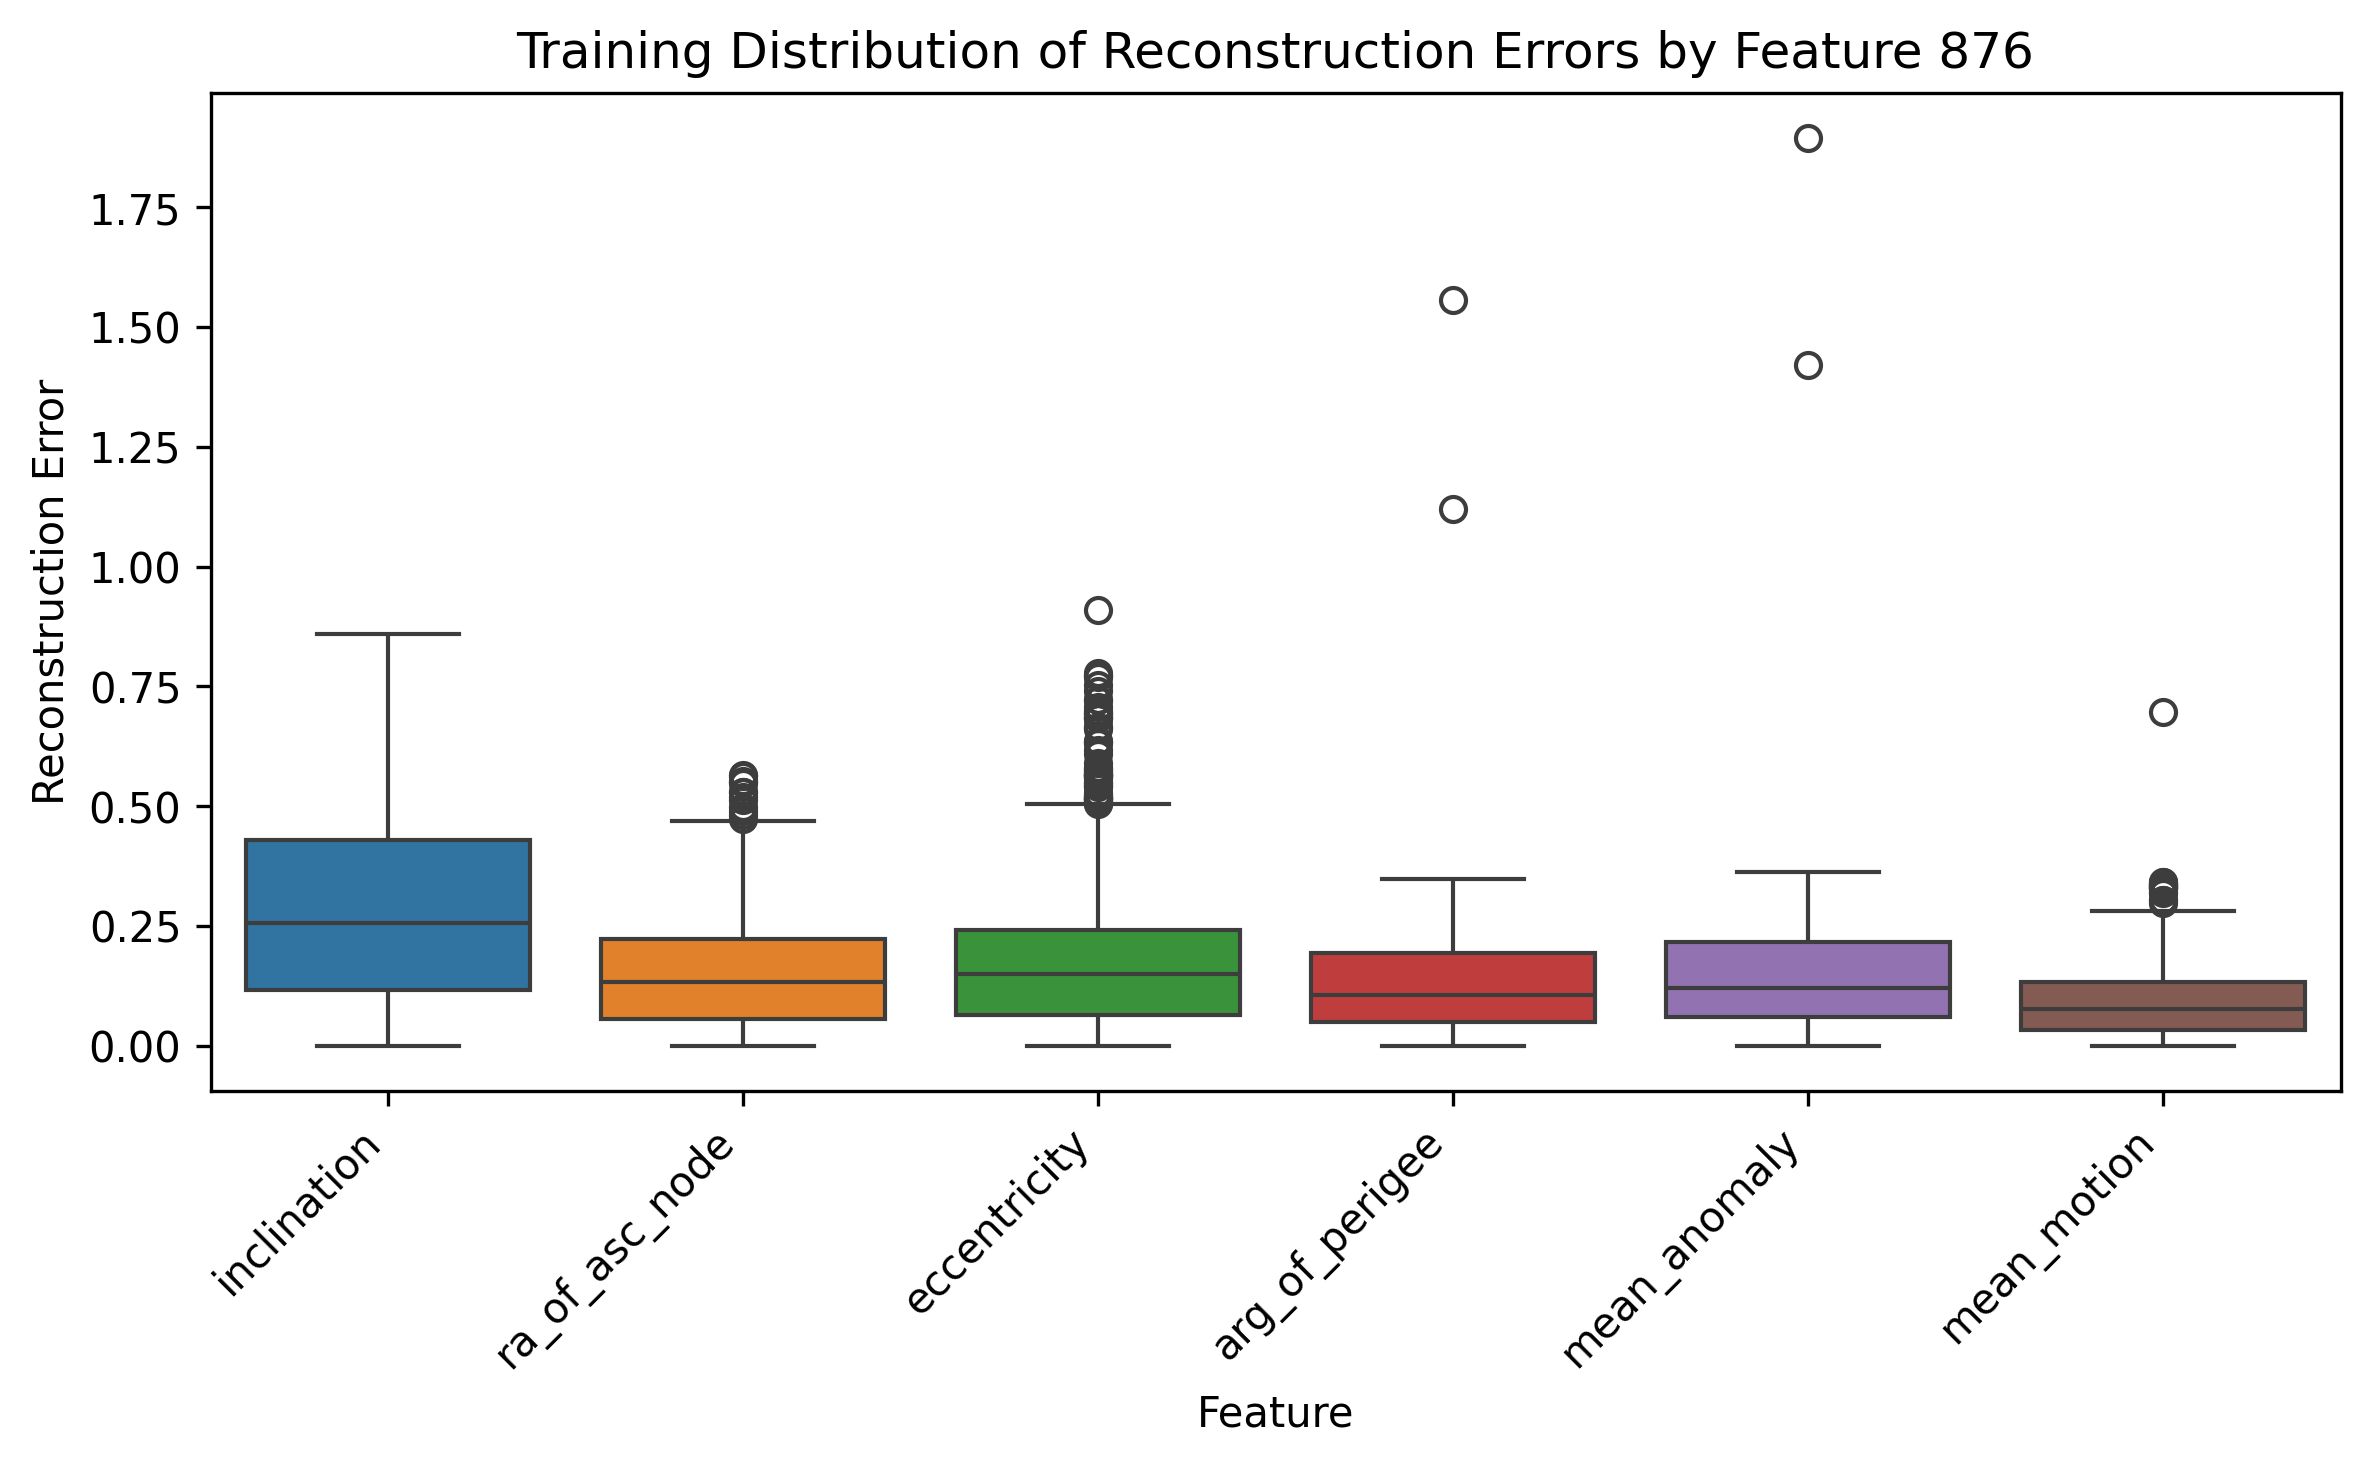 Training Distribution of Reconstruction Errors by Feature 876
Reconstruction Error
1.75
1.50
1.25
1.00
0.75
0.50
0.25
0.00
inclination
ra_of_asc_node
eccentricity
arg_of_perigee
mean_anomaly
mean_motion
Feature